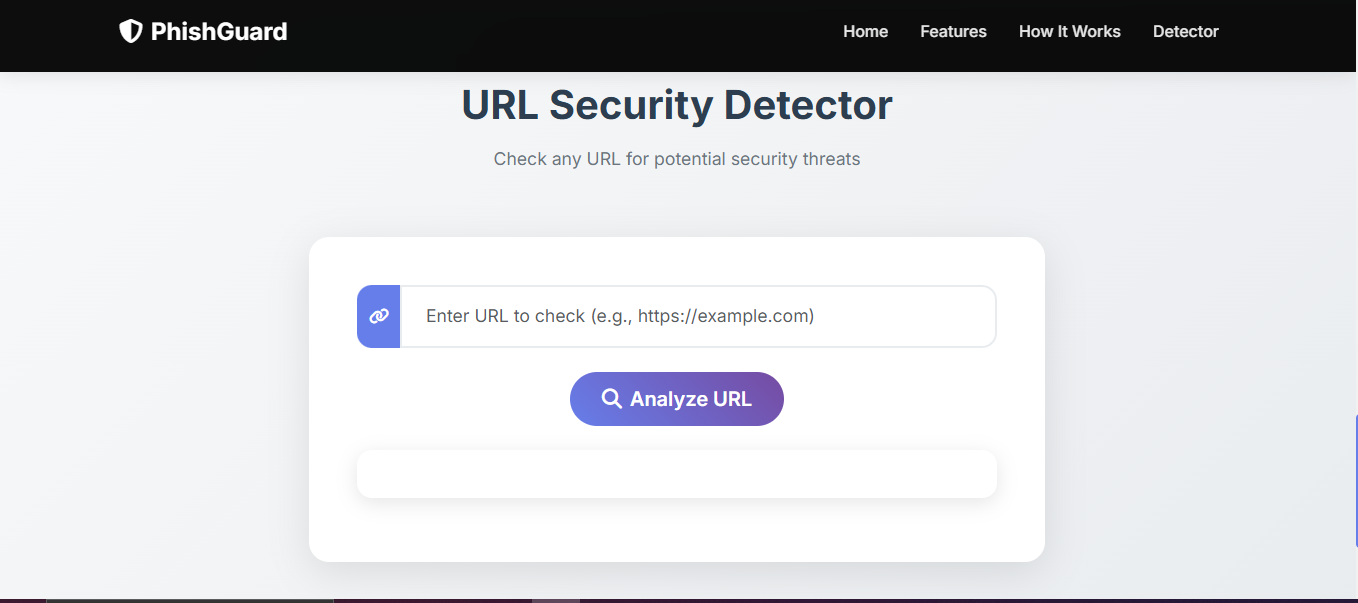 PhishGuard
Home Features How It Works Detector
URL Security Detector
Check any URL for potential security threats
Enter URL to check (e.g., https://example.com)
Analyze URL